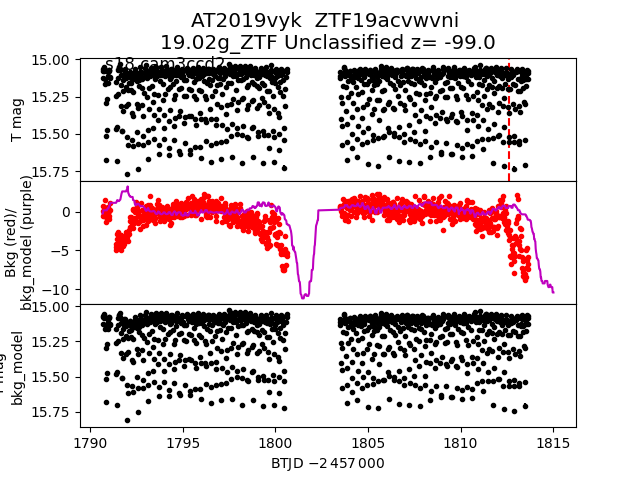 AT2019vyk  ZTF19acvwvni
19.02g_ZTF Unclassified z= -99.0
s18 cam3ccd2
T mag
15.00
15.25
15.50
15.75
Bkg (red)/
bkg_model (purple)
0
−5
−10
mag
bkg_model
15.00
15.25
15.50
15.75
1790
1795
1800
1805
1810
1815
BTJD −2 457 000